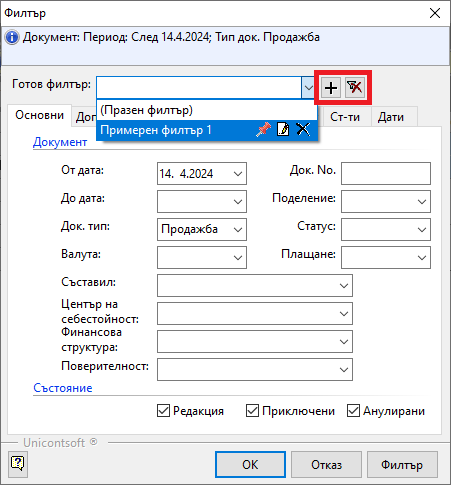 Филтър
Документ: Период: След 14.4.2024; Тип док. Продажба
Готов филтър:
(Празен филтър)
Примерен филтър 1
Основни Ст-ти Дати
Документ
От дата: 14. 4.2024 Док. No.
До дата: Поделение:
Док. тип: Продажба Статус:
Валута: Плащане:
Съставил:
Център на
себестойност:
Финансова
структура:
Поверителност:
Състояние
Редакция Приключени Анулирани
Unicontsoft ®
OK Отказ Филтър